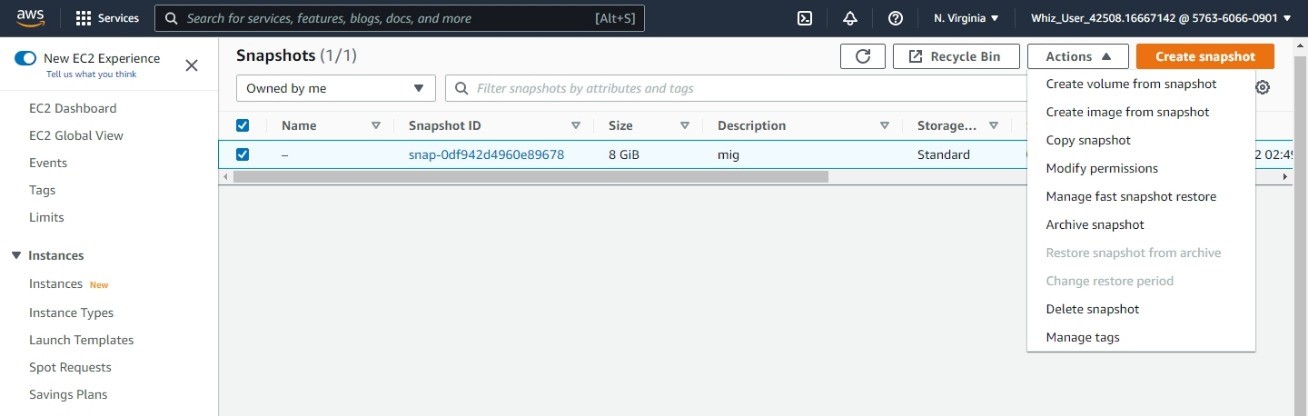 aws Services Search for services, features, blogs, docs, and more [Alt+S] N. Virginia ▼ Whiz_User_42508.16667142 @ 5763-6066-0901 ▼
New EC2 Experience
Tell us what you think
EC2 Dashboard
EC2 Global View
Events
Tags
Limits
Instances
Instances New
Instance Types
Launch Templates
Spot Requests
Savings Plans
Snapshots (1/1) Recycle Bin Actions Create snapshot
Owned by me Filter snapshots by attributes and tags
Name Snapshot ID Size Description Storage...
– snap-0df942d4960e89678 8 GiB mig Standard 2 02:49
Create volume from snapshot
Create image from snapshot
Copy snapshot
Modify permissions
Manage fast snapshot restore
Archive snapshot
Restore snapshot from archive
Change restore period
Delete snapshot
Manage tags